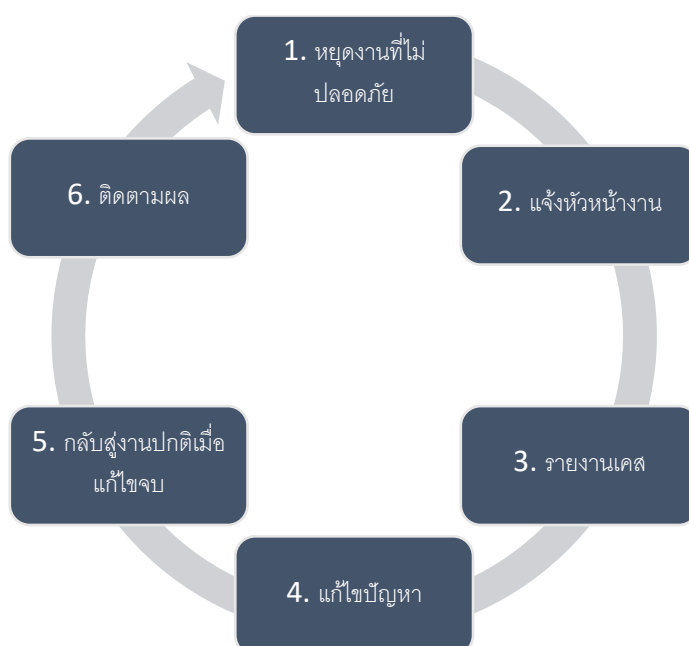 1. หยุดงานที่ไม่
ปลอดภัย
2. แจ้งหัวหน้างาน
3. รายงานเคส
4. แก้ไขปัญหา
5. กลับสู่งานปกติเมื่อ
แก้ไขจบ
6. ติดตามผล